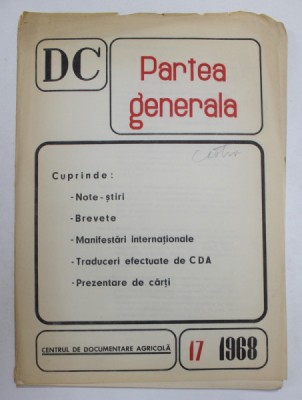 DC
Partea
generala
Cuprinde:
- Note-știri
- Brevete
- Manifestări internaționale
- Traduceri efectuate de CDA
- Prezentare de cărți
CENTRUL DE DOCUMENTARE AGRICOLĂ
17
1968